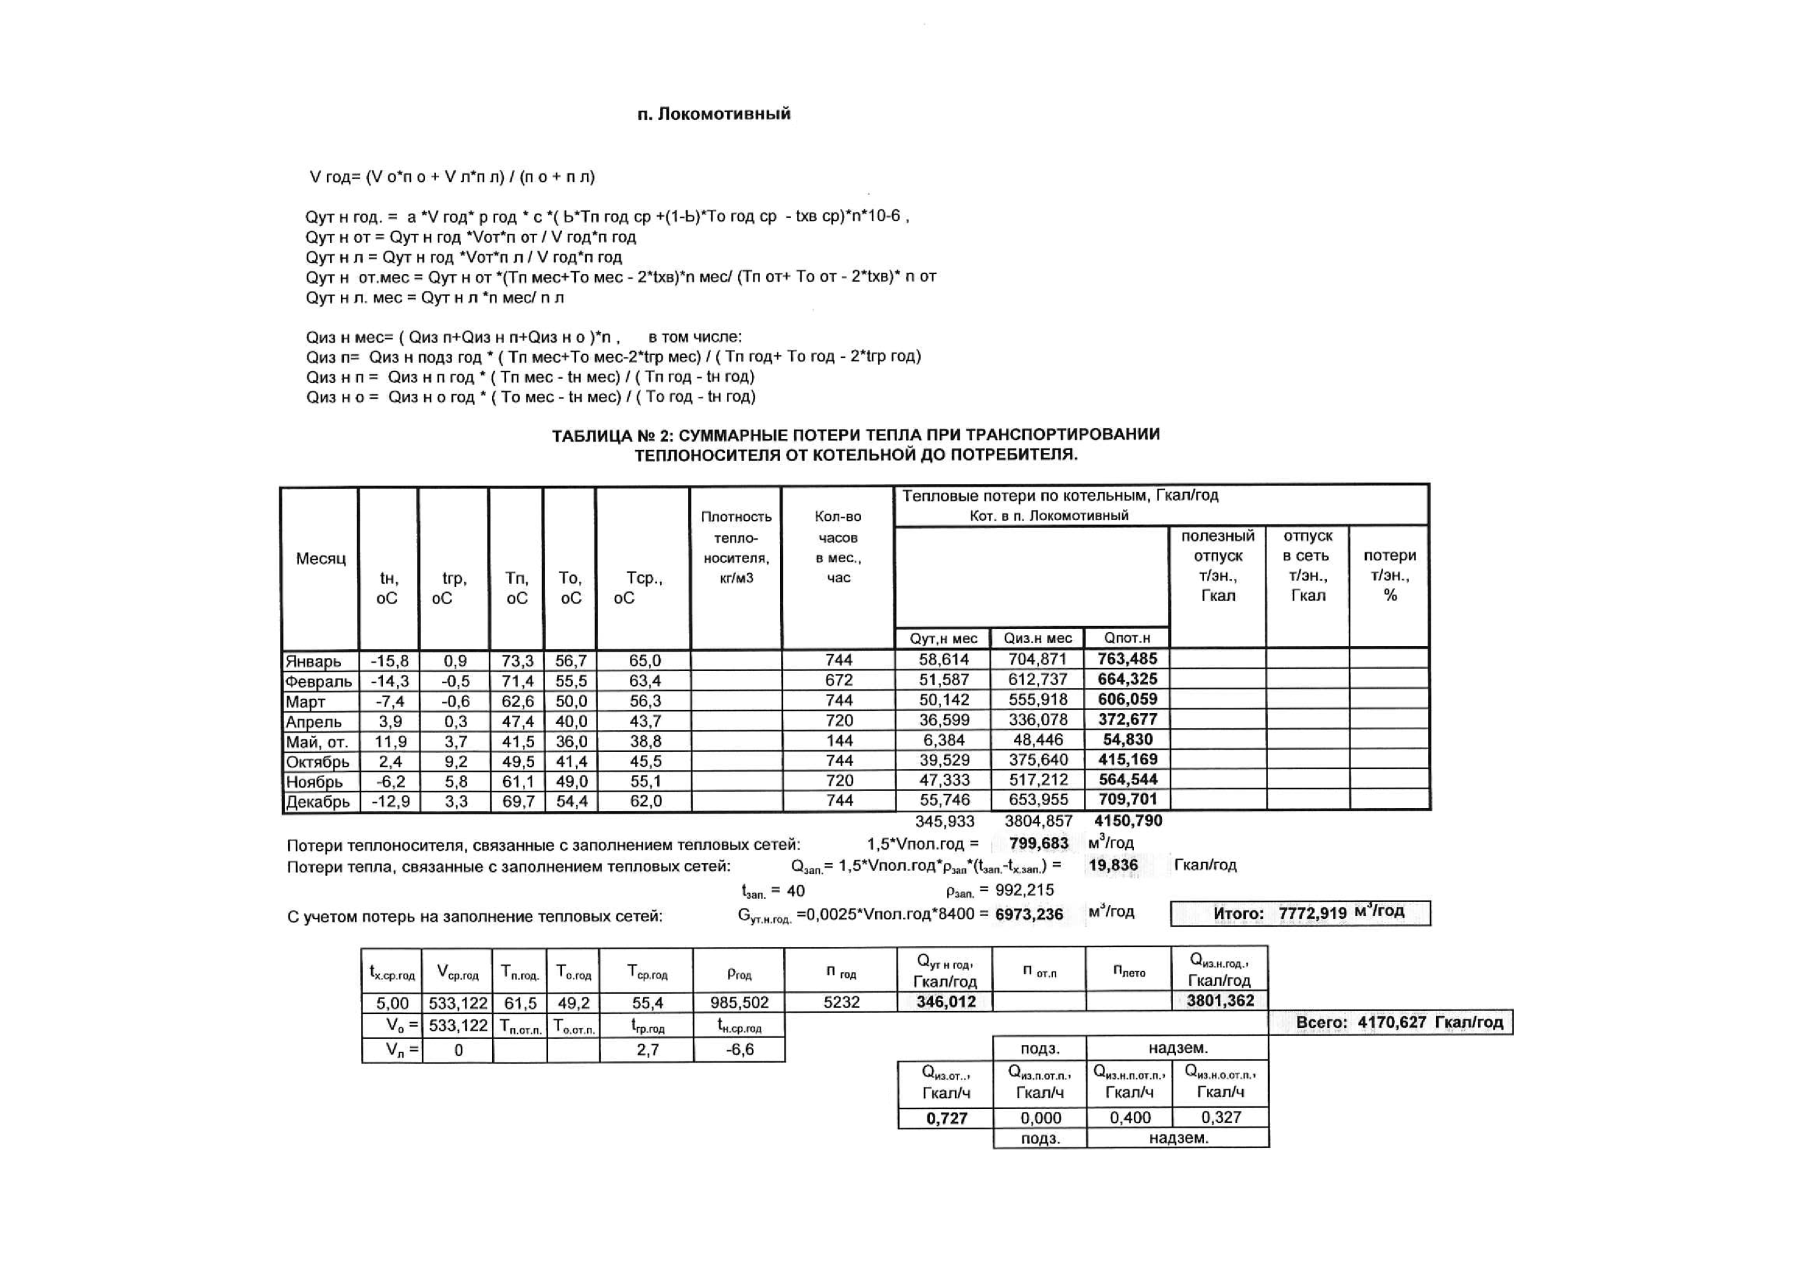 п. Локомотивный
V год= (V о*п о + V л*п л) / (п о + п л)
Qут н год. = а *V год* р год * с *( Ь*Тп год ср +(1-Ь)*То год ср - tхв ср)*n*10-6 ,
Qут н от = Qут н год *Vот*п от / V год*п год
Qут н л = Qут н год *Vот*п л / V год*п год
Qут н от.мес = Qут н от *(Тп мес+То мес - 2*tхв)*n мес/ (Тп от+ То от - 2*tхв)* п от
Qут н л. мес = Qут н л *п мес/ п л
Qиз н мес= ( Qиз п+Qиз н п+Qиз н о )*п , в том числе:
Qиз п= Qиз н подз год * ( Тп мес+То мес-2*tгр мес) / ( Тп год+ То год - 2*tгр год)
Qиз н п = Qиз н п год * ( Тп мес - tн мес) / ( Тп год - tн год)
Qиз н о = Qиз н о год * ( То мес - tн мес) / ( То год - tн год)
ТАБЛИЦА № 2: СУММАРНЫЕ ПОТЕРИ ТЕПЛА ПРИ ТРАНСПОРТИРОВАНИИ
ТЕПЛОНОСИТЕЛЯ ОТ КОТЕЛЬНОЙ ДО ПОТРЕБИТЕЛЯ.
Тепловые потери по котельным, Гкал/год
Плотность Кол-во Кот. в п. Локомотивный
тепло- часов полезный отпуск
Месяц носителя, в мес., отпуск в сеть потери
tн, tгр, Тп, То, Тср., кг/м3 час т/эн., т/эн., т/эн.,
оС оС оС оС оС Гкал Гкал %
Qут,н мес Qиз.н мес Qпот.н
Январь -15,8 0,9 73,3 56,7 65,0 744 58,614 704,871 763,485
Февраль -14,3 -0,5 71,4 55,5 63,4 672 51,587 612,737 664,325
Март -7,4 -0,6 62,6 50,0 56,3 744 50,142 555,918 606,059
Апрель 3,9 0,3 47,4 40,0 43,7 720 36,599 336,078 372,677
Май, от. 11,9 3,7 41,5 36,0 38,8 144 6,384 48,446 54,830
Октябрь 2,4 9,2 49,5 41,4 45,5 744 39,529 375,640 415,169
Ноябрь -6,2 5,8 61,1 49,0 55,1 720 47,333 517,212 564,544
Декабрь -12,9 3,3 69,7 54,4 62,0 744 55,746 653,955 709,701
345,933 3804,857 4150,790
Потери теплоносителя, связанные с заполнением тепловых сетей: 1,5*Vпол.год = 799,683 м³/год
Потери тепла, связанные с заполнением тепловых сетей: Qзап.= 1,5*Vпол.год*ρзап*(tзап.-tх.зап.) = 19,836 Гкал/год
tзап. = 40 ρзап. = 992,215
С учетом потерь на заполнение тепловых сетей: Gут.н.год. =0,0025*Vпол.год*8400 = 6973,236 м³/год Итого: 7772,919 м³/год
tх.ср.год Vср.год Тп.год. То.год Тср.год ρгод п год Qут н год, Гкал/год п от.п плето Qиз.н.год., Гкал/год
5,00 533,122 61,5 49,2 55,4 985,502 5232 346,012 3801,362
Vо = 533,122 Тп.от.п. То.от.п. tгр.год tн.ср.год Всего: 4170,627 Гкал/год
Vл = 0 2,7 -6,6 подз. надзем.
Qиз.от.., Qиз.п.от.п., Qиз.н.п.от.п., Qиз.н.о.от.п.,
Гкал/ч Гкал/ч Гкал/ч Гкал/ч
0,727 0,000 0,400 0,327
подз. надзем.